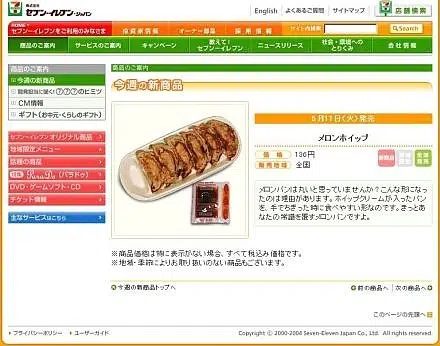 株式会社
セブン-イレブン・ジャパン
English
よくあるご質問
サイトマップ
店舗検索
HOME
セブン-イレブンをご利用のみなさま
投資家情報
オーナー募集
採用情報
サイト内検索
Search
商品のご案内
サービスのご案内
キャンペーン
教えて!
セブン-イレブン
ニュースリリース
社会・環境への
とりくみ
会社情報
商品のご案内
今週の新商品
開発担当に聞く!⑦⑦⑦のヒミツ
CM情報
ギフト(お中元・くらしのギフト)
セブン-イレブン オリジナル商品
地域限定メニュー
話題の商品
(パラドゥ)
DVD・ゲームソフト・CD
チケット情報
主なサービスはこちら
商品のご案内
今週の新商品
5月11日(火)発売
メロンホイップ
価格
136円
販売地域
全国
メロンパンは丸いと思っていませんか?こんな形になっ
たのは理由があります。ホイップクリームが入ったパン
を、手でちぎった時に食べやすい形なのです。きっとあ
なたの常識を覆すメロンパンですよ。
※商品価格は特に表示がない場合、すべて税込み価格です。
※地域・季節によりお取り扱いのない商品もございます。
今週の新商品トップへ
前の商品へ
次の商品へ
このページの先頭へ
プライバシーポリシー
ユーザーガイド
Copyright © 2000-2004 Seven-Eleven Japan Co., Ltd. All Rights Reserved.